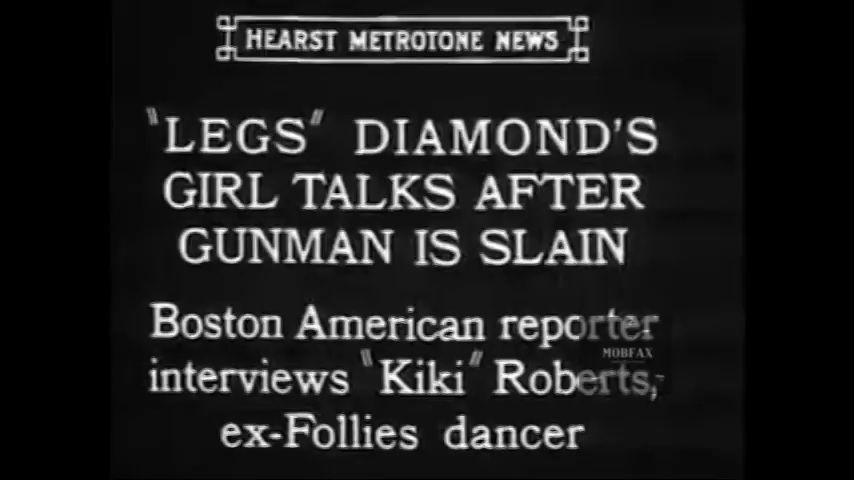 HEARST METROTONE NEWS
"LEGS" DIAMOND'S
GIRL TALKS AFTER
GUNMAN IS SLAIN
Boston American reporter
MOBFAX
interviews "Kiki" Roberts,
ex-Follies dancer